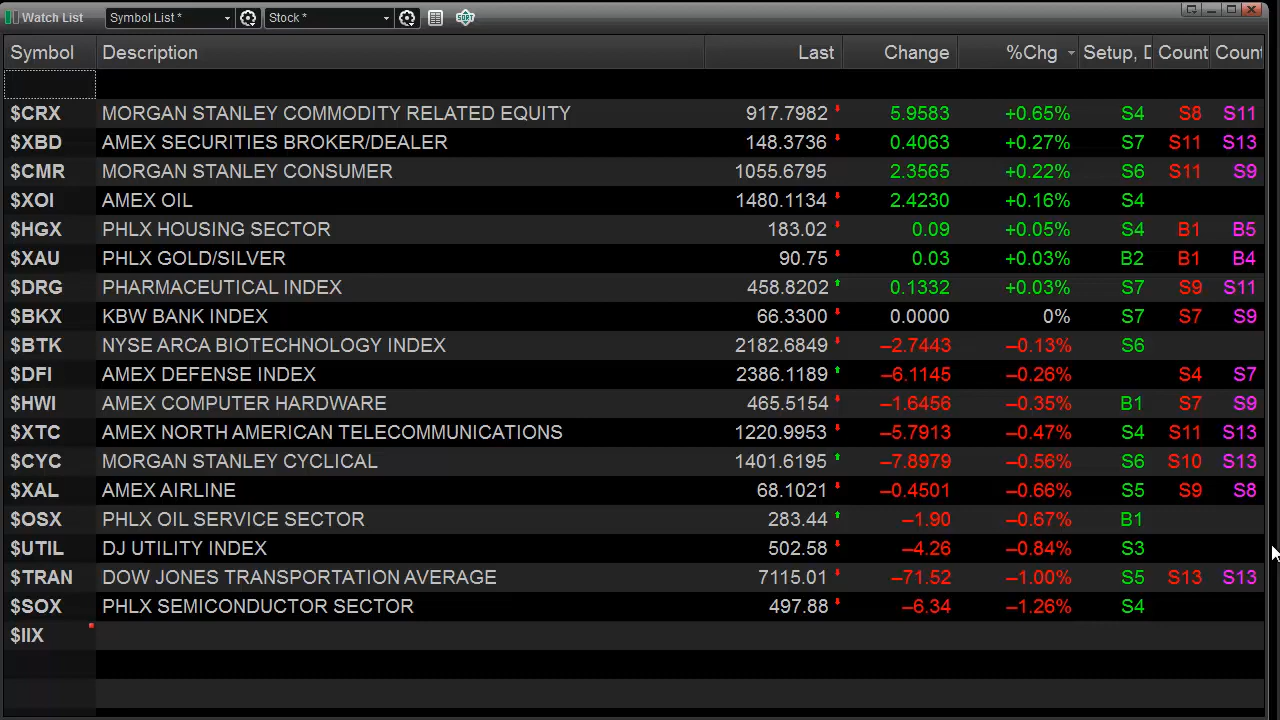 Watch List Symbol List * Stock * SORT
Symbol Description Last Change %Chg Setup, D Count Count
$CRX MORGAN STANLEY COMMODITY RELATED EQUITY 917.7982 5.9583 +0.65% S4 S8 S11
$XBD AMEX SECURITIES BROKER/DEALER 148.3736 0.4063 +0.27% S7 S11 S13
$CMR MORGAN STANLEY CONSUMER 1055.6795 2.3565 +0.22% S6 S11 S9
$XOI AMEX OIL 1480.1134 2.4230 +0.16% S4
$HGX PHLX HOUSING SECTOR 183.02 0.09 +0.05% S4 B1 B5
$XAU PHLX GOLD/SILVER 90.75 0.03 +0.03% B2 B1 B4
$DRG PHARMACEUTICAL INDEX 458.8202 0.1332 +0.03% S7 S9 S11
$BKX KBW BANK INDEX 66.3300 0.0000 0% S7 S7 S9
$BTK NYSE ARCA BIOTECHNOLOGY INDEX 2182.6849 –2.7443 –0.13% S6
$DFI AMEX DEFENSE INDEX 2386.1189 –6.1145 –0.26% S4 S7
$HWI AMEX COMPUTER HARDWARE 465.5154 –1.6456 –0.35% B1 S7 S9
$XTC AMEX NORTH AMERICAN TELECOMMUNICATIONS 1220.9953 –5.7913 –0.47% S4 S11 S13
$CYC MORGAN STANLEY CYCLICAL 1401.6195 –7.8979 –0.56% S6 S10 S13
$XAL AMEX AIRLINE 68.1021 –0.4501 –0.66% S5 S9 S8
$OSX PHLX OIL SERVICE SECTOR 283.44 –1.90 –0.67% B1
$UTIL DJ UTILITY INDEX 502.58 –4.26 –0.84% S3
$TRAN DOW JONES TRANSPORTATION AVERAGE 7115.01 –71.52 –1.00% S5 S13 S13
$SOX PHLX SEMICONDUCTOR SECTOR 497.88 –6.34 –1.26% S4
$IIX